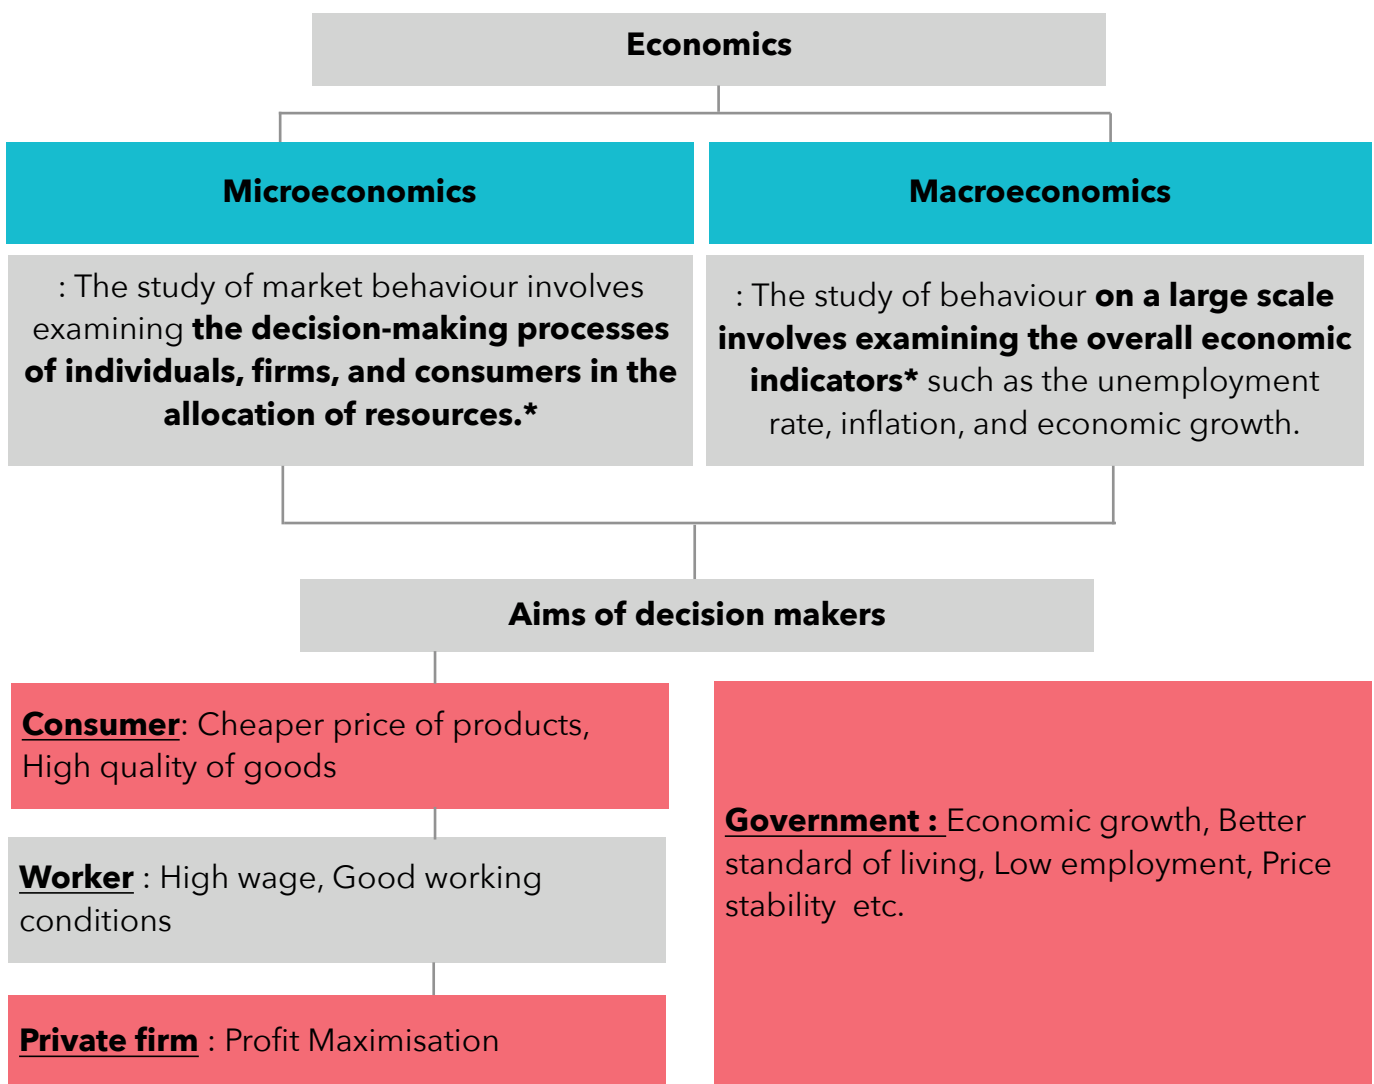 Economics
Microeconomics
Macroeconomics
: The study of market behaviour involves
examining the decision-making processes
of individuals, firms, and consumers in the
allocation of resources.*
: The study of behaviour on a large scale
involves examining the overall economic
indicators* such as the unemployment
rate, inflation, and economic growth.
Aims of decision makers
Consumer: Cheaper price of products,
High quality of goods
Worker : High wage, Good working
conditions
Private firm : Profit Maximisation
Government : Economic growth, Better
standard of living, Low employment, Price
stability etc.